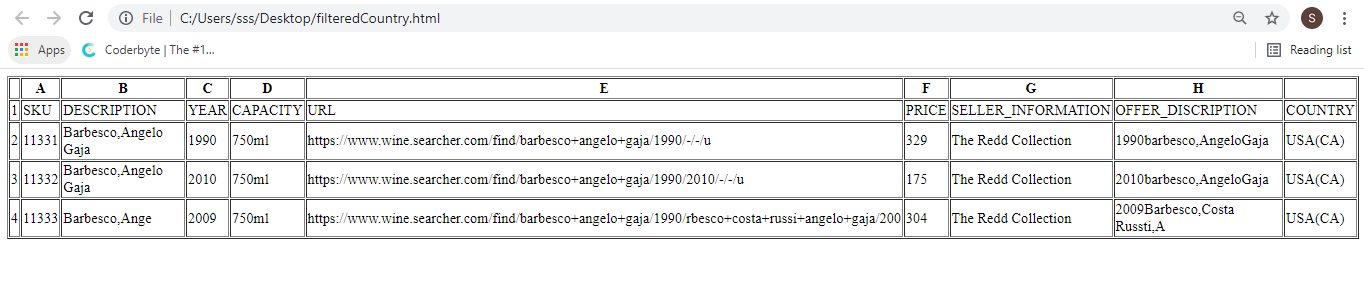 File | C:/Users/sss/Desktop/filteredCountry.html S
Apps Coderbyte | The #1... Reading list
A B C D E F G H
1 SKU DESCRIPTION YEAR CAPACITY URL PRICE SELLER_INFORMATION OFFER_DISCRIPTION COUNTRY
2 11331 Barbesco,Angelo Gaja 1990 750ml https://www.wine.searcher.com/find/barbesco+angelo+gaja/1990/-/-/u 329 The Redd Collection 1990barbesco,AngeloGaja USA(CA)
3 11332 Barbesco,Angelo Gaja 2010 750ml https://www.wine.searcher.com/find/barbesco+angelo+gaja/1990/2010/-/-/u 175 The Redd Collection 2010barbesco,AngeloGaja USA(CA)
4 11333 Barbesco,Ange 2009 750ml https://www.wine.searcher.com/find/barbesco+angelo+gaja/1990/rbesco+costa+russi+angelo+gaja/200 304 The Redd Collection 2009Barbesco,Costa Russti,A USA(CA)